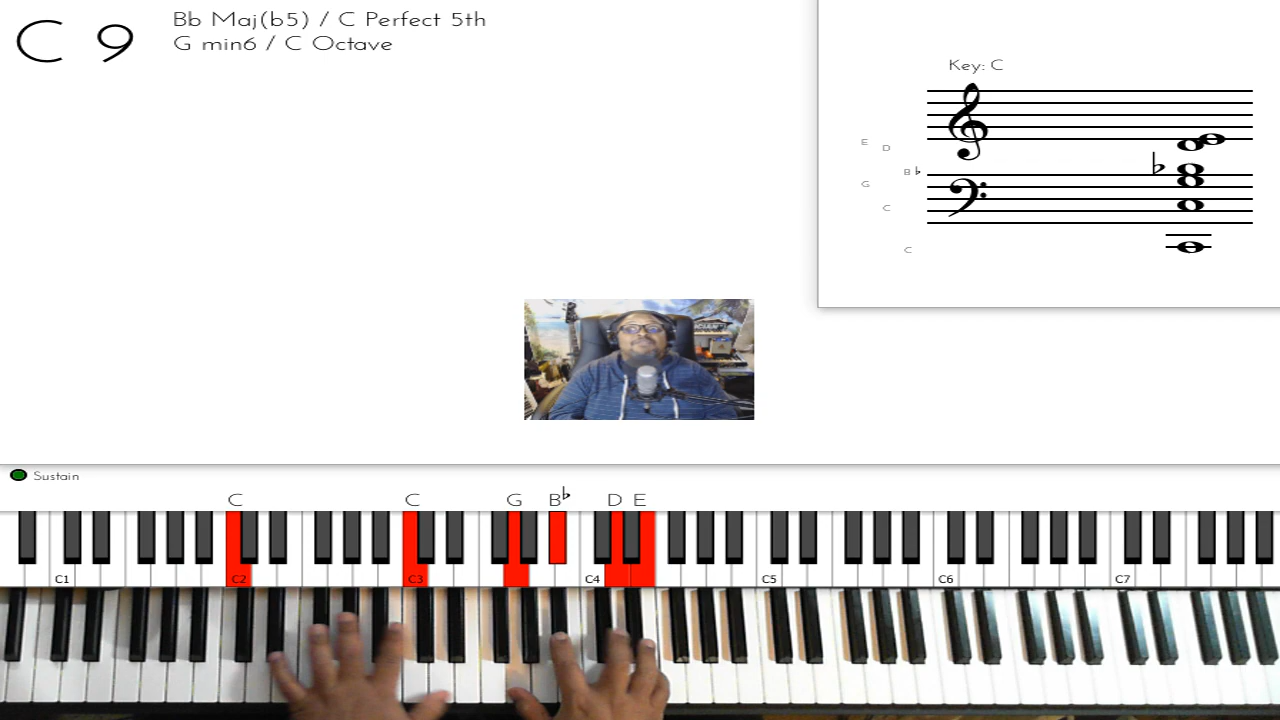 C 9
Bb Maj(b5) / C Perfect 5th
G min6 / C Octave
Key: C
E
D
B♭
G
C
C
Sustain
C C G B♭ D E
C1 C2 C3 C4 C5 C6 C7